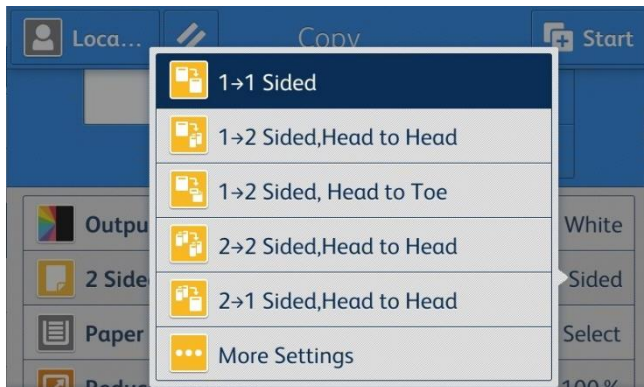 Loca...
Copy
Start
1→1 Sided
1→2 Sided,Head to Head
1→2 Sided, Head to Toe
2→2 Sided,Head to Head
2→1 Sided,Head to Head
More Settings
Outpu
White
2 Side
Sided
Paper
Select
Reduc
100%